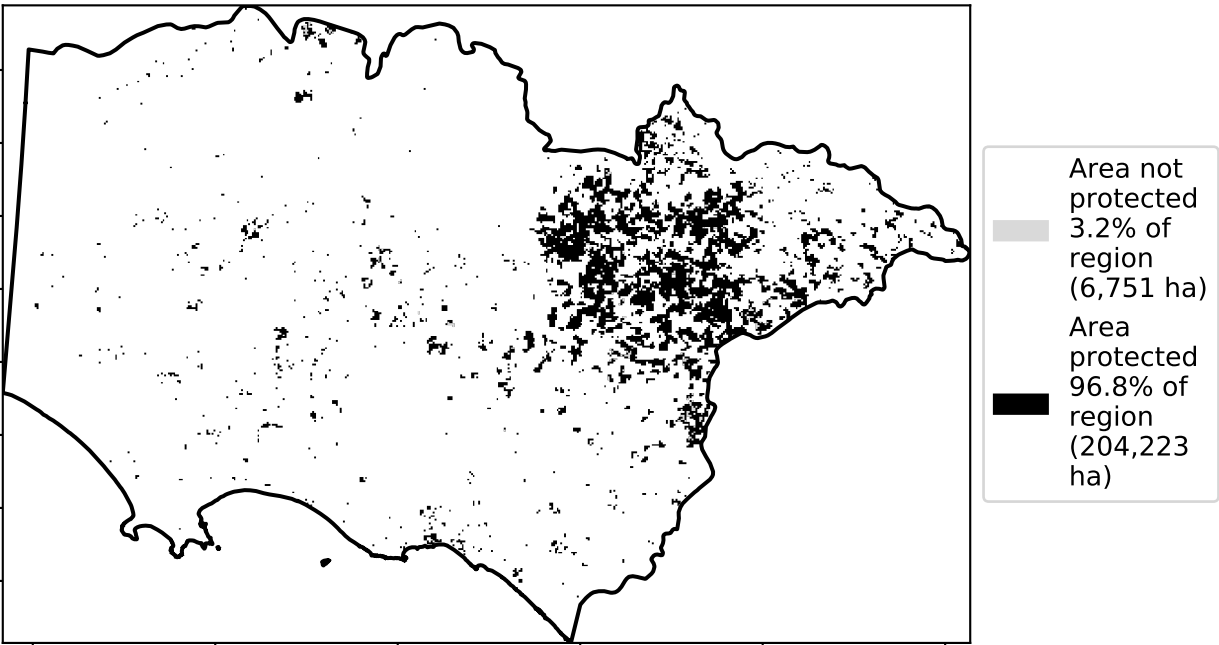 Area not
protected
3.2% of
region
(6,751 ha)
Area
protected
96.8% of
region
(204,223
ha)